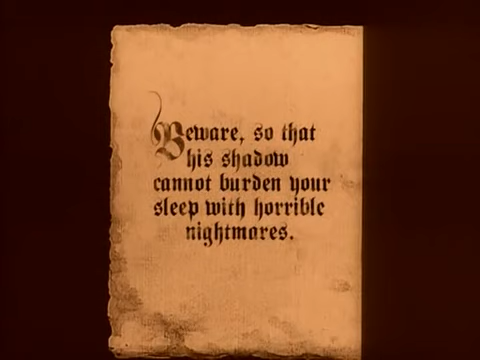 Beware, so that
his shadow
cannot burden your
sleep with horrible
nightmares.